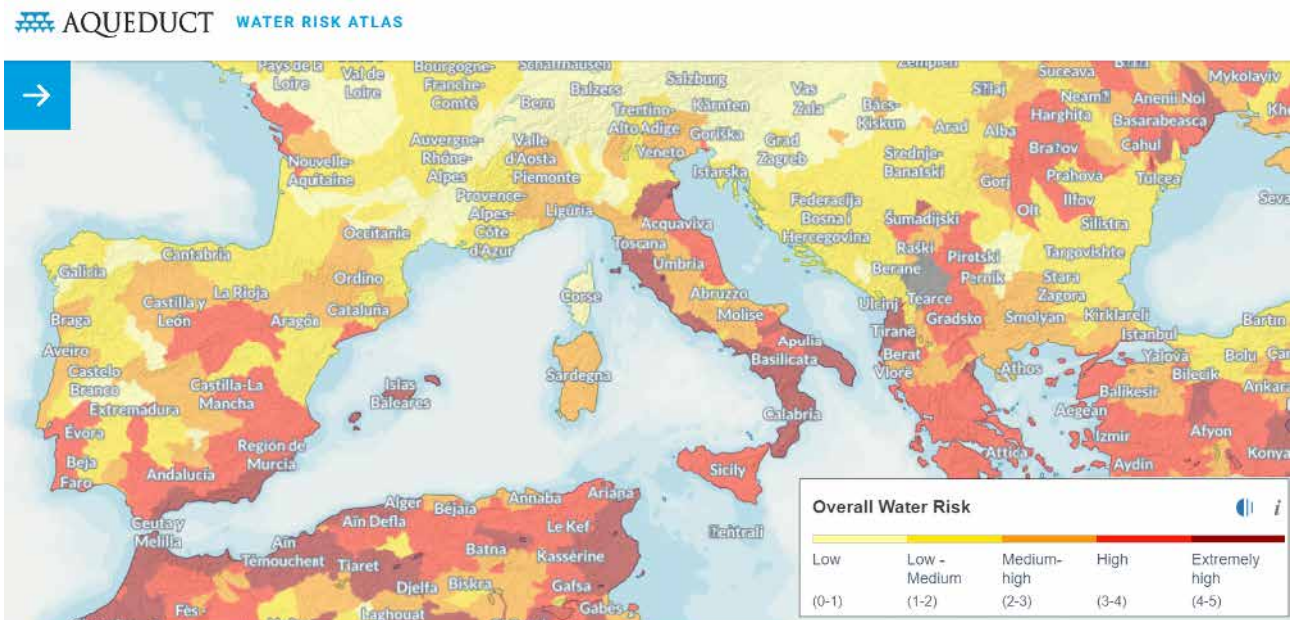 AQUEDUCT WATER RISK ATLAS
Pays de la
Loire
Val de
Loire
Bourgogne-
Franche-
Comté
Schaffhausen
Bern
Balzers
Salzburg
Trentino-
Alto Adige
Kärnten
Goriška
Vas
Zala
Bács-
Kiskun
Arad
Alba
Suceava
Harghita
Anenii Noi
Basarabeasca
Mykolayiv
Nouvelle-
Aquitaine
Auvergne-
Rhône-
Alpes
Valle
d'Aosta
Piemonte
Veneto
Grad
Zagreb
Istarska
Srednje-
Banatski
Gorj
Prahova
Cahul
Tulcea
Provence-
Alpes-
Côte
d'Azur
Liguria
Acquaviva
Federacija
Bosna i
Hercegovina
Šumadijski
Olt
Ilfov
Silistra
Occitanie
Toscana
Umbria
Raški
Pirotski
Targovishte
Galicia
Cantabria
Ordino
Corse
Abruzzo
Berane
Pernik
Stara
Zagora
Castilla y
León
La Rioja
Aragón
Cataluña
Molise
Ulcinj
Tearce
Gradsko
Smolyan
Kirklareli
Bartın
Braga
Apulia
Basilicata
Tiranë
Istanbul
Aveiro
Castelo
Branco
Castilla-La
Mancha
Islas
Baleares
Sardegna
Berat
Vlorë
Athos
Yalova
Bolu
Bilecik
Balikesir
Ankara
Extremadura
Calabria
Aegean
Évora
Región de
Murcia
Izmir
Afyon
Beja
Andalucía
Sicily
Attica
Aydin
Konya
Faro
Ceuta y
Melilla
Alger
Bejaïa
Annaba
Ariana
Aïn Defla
Le Kef
Aïn
Témouchent
Tiaret
Batna
Kassérine
Djelfa
Biskra
Gafsa
Fès-
Laghouat
Gabès
Overall Water Risk
Low
Low -
Medium
Medium-
high
High
Extremely
high
(0-1)
(1-2)
(2-3)
(3-4)
(4-5)